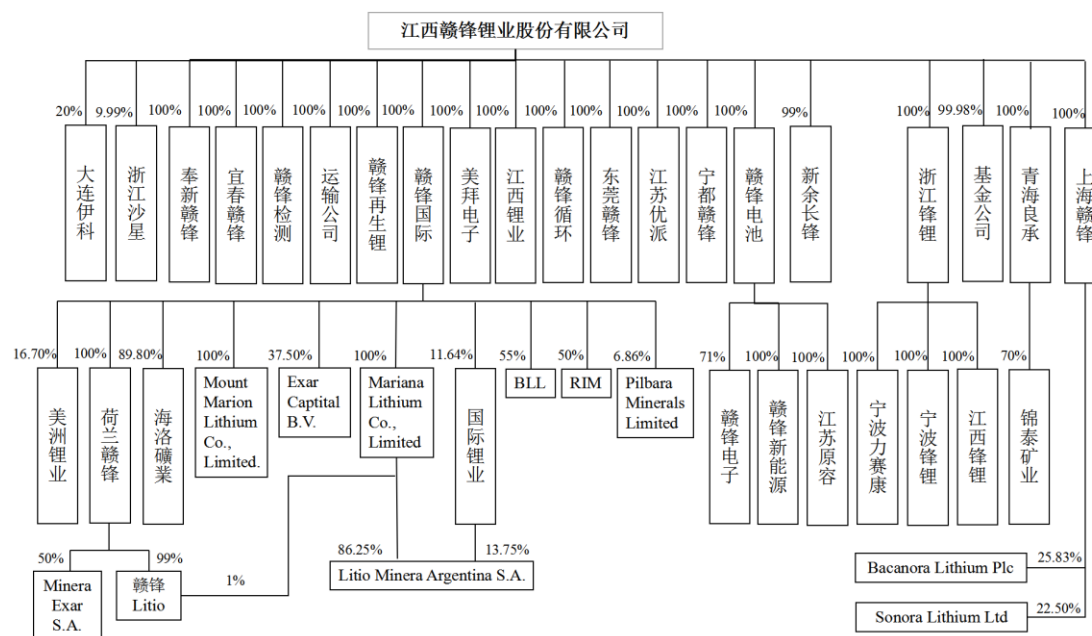 江西赣锋锂业股份有限公司
20% 9.99% 100% 100% 100% 100% 100% 100% 100% 100% 100% 100% 100% 100% 100% 99% 100% 99.98% 100% 100%
大连伊科
浙江沙星
奉新赣锋
宜春赣锋
赣锋检测
运输公司
赣锋再生锂
赣锋国际
美拜电子
江西锂业
赣锋循环
东莞赣锋
江苏优派
宁都赣锋
赣锋电池
新余长锋
浙江锋锂
基金公司
青海良承
上海赣锋
16.70% 100% 89.80% 100% 37.50% 100% 11.64% 55% 50% 6.86% 71% 100% 100% 100% 100% 100% 70%
美洲锂业
荷兰赣锋
海洛礦業
Mount
Marion
Lithium
Co.,
Limited.
Exar
Captital
B.V.
Mariana
Lithium
Co.,
Limited
国际锂业
BLL
RIM
Pilbara
Minerals
Limited
赣锋电子
赣锋新能源
江苏原容
宁波力赛康
宁波锋锂
江西锋锂
锦泰矿业
50% 99% 1% 86.25% 13.75%
Minera
Exar
S.A.
赣锋
Litio
Litio Minera Argentina S.A.
Bacanora Lithium Plc 25.83%
Sonora Lithium Ltd 22.50%